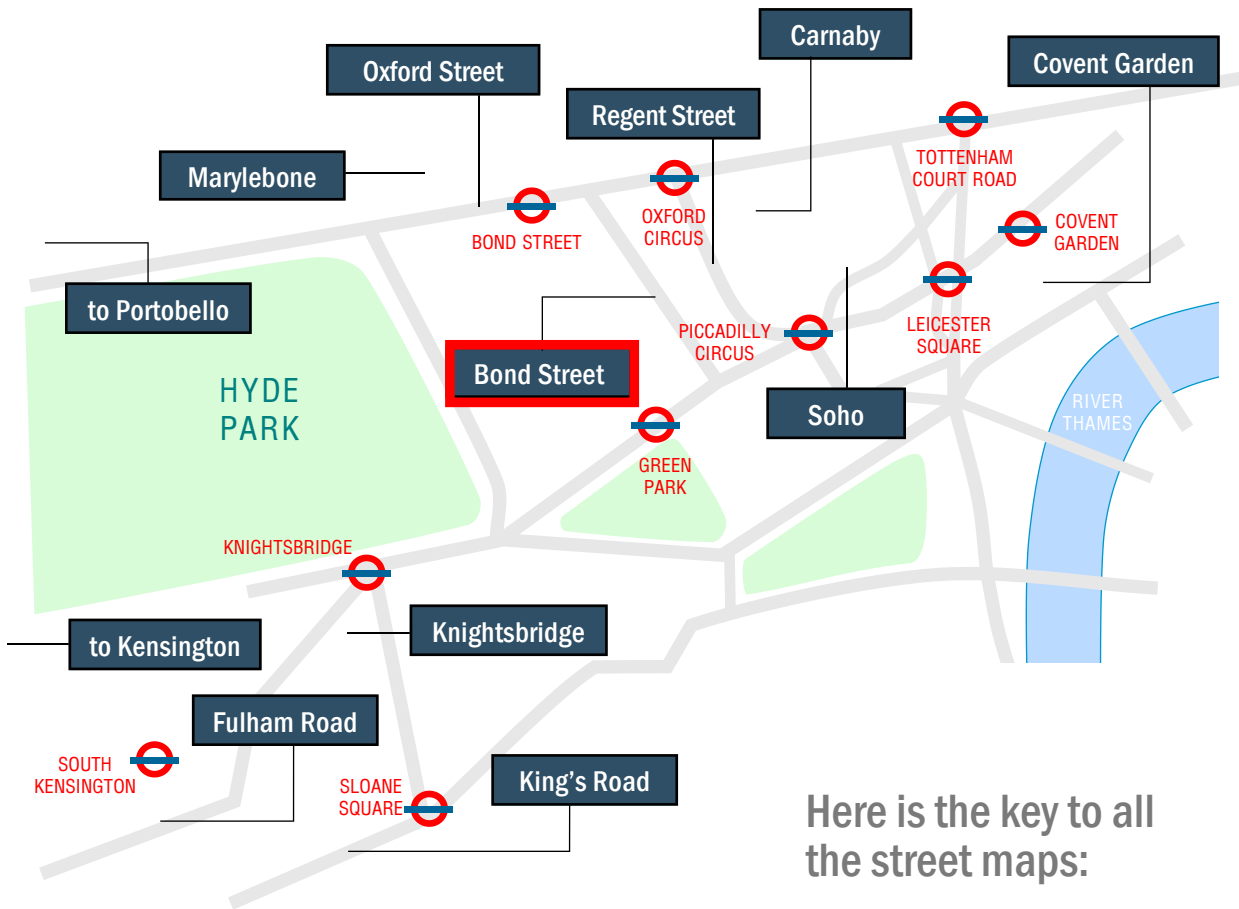 Carnaby
Oxford Street
Covent Garden
Regent Street
Marylebone
TOTTENHAM
COURT ROAD
OXFORD
CIRCUS
COVENT
GARDEN
BOND STREET
to Portobello
PICCADILLY
CIRCUS
LEICESTER
SQUARE
Bond Street
HYDE
PARK
Soho
RIVER
THAMES
GREEN
PARK
KNIGHTSBRIDGE
Knightsbridge
to Kensington
Fulham Road
SOUTH
KENSINGTON
SLOANE
SQUARE
King's Road
Here is the key to all
the street maps: